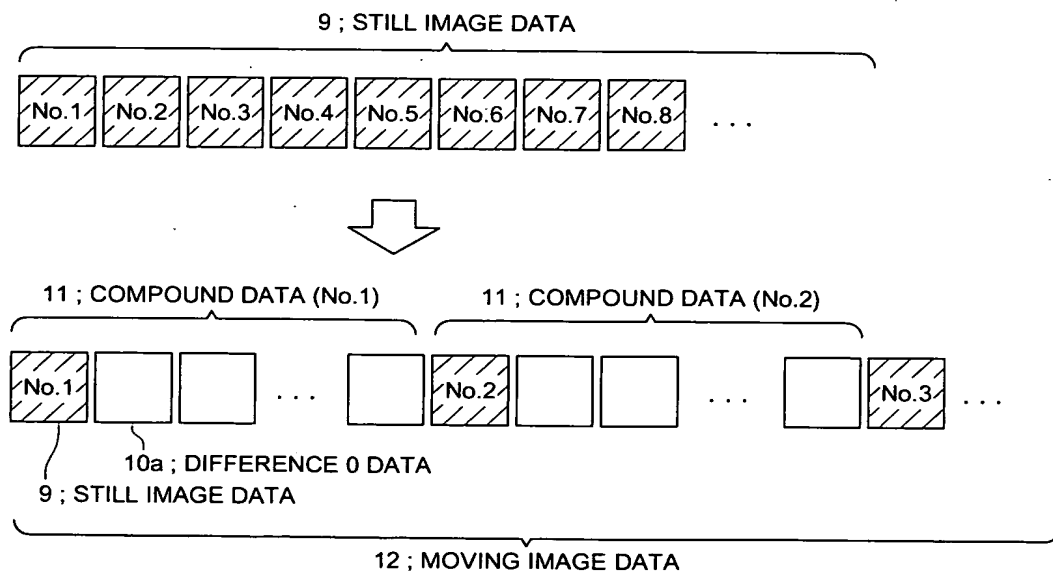 9 ; STILL IMAGE DATA
No.1 No.2 No.3 No.4 No.5 No.6 No.7 No.8 . . .
11 ; COMPOUND DATA (No.1) 11 ; COMPOUND DATA (No.2)
No.1 . . . No.2 . . . No.3 . . .
10a ; DIFFERENCE 0 DATA
9 ; STILL IMAGE DATA
12 ; MOVING IMAGE DATA